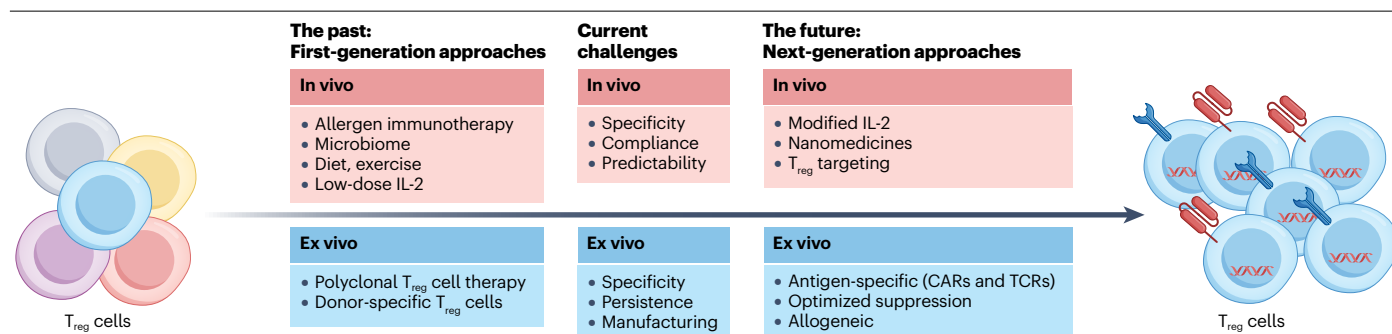 The past:
First-generation approaches
Current
challenges
The future:
Next-generation approaches
In vivo
• Allergen immunotherapy
• Microbiome
• Diet, exercise
• Low-dose IL-2
In vivo
• Specificity
• Compliance
• Predictability
In vivo
• Modified IL-2
• Nanomedicines
• Treg targeting
Ex vivo
• Polyclonal Treg cell therapy
• Donor-specific Treg cells
Ex vivo
• Specificity
• Persistence
• Manufacturing
Ex vivo
• Antigen-specific (CARs and TCRs)
• Optimized suppression
• Allogeneic
Treg cells
Treg cells